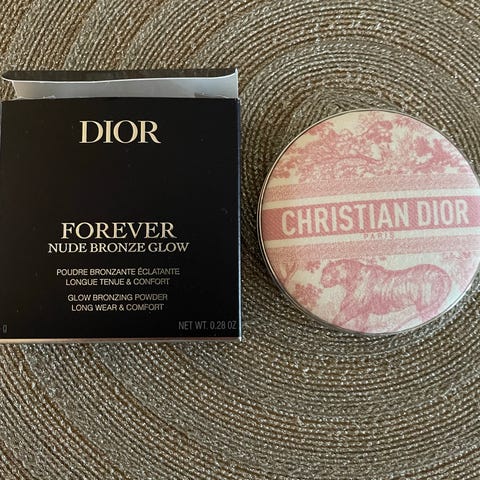 DIOR
FOREVER
NUDE BRONZE GLOW
POUDRE BRONZANTE ÉCLATANTE
LONGUE TENUE & CONFORT
GLOW BRONZING POWDER
LONG WEAR & COMFORT
g NET WT. 0.28 OZ
CHRISTIAN DIOR
PARIS